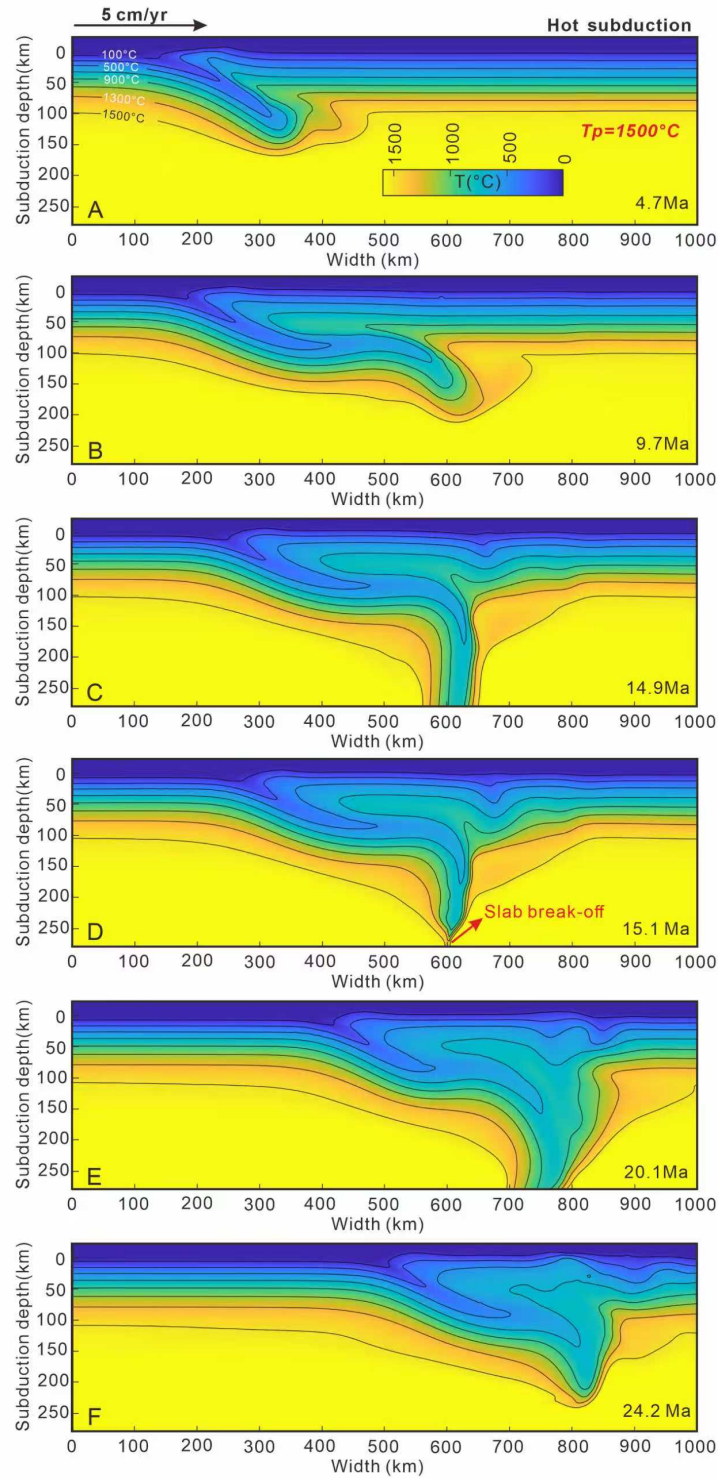 5 cm/yr
Hot subduction
Subduction depth(km)
0
50
100
150
200
250
100°C
500°C
900°C
1300°C
1500°C
Tp=1500°C
1500
1000
500
0
T(°C)
A
4.7Ma
0 100 200 300 400 500 600 700 800 900 1000
Width (km)
Subduction depth(km)
0
50
100
150
200
250
B
9.7Ma
0 100 200 300 400 500 600 700 800 900 1000
Width (km)
Subduction depth(km)
0
50
100
150
200
250
C
14.9Ma
0 100 200 300 400 500 600 700 800 900 1000
Width (km)
Subduction depth(km)
0
50
100
150
200
250
Slab break-off
D
15.1 Ma
0 100 200 300 400 500 600 700 800 900 1000
Width (km)
Subduction depth(km)
0
50
100
150
200
250
E
20.1Ma
0 100 200 300 400 500 600 700 800 900 1000
Width (km)
Subduction depth(km)
0
50
100
150
200
250
F
24.2 Ma
0 100 200 300 400 500 600 700 800 900 1000
Width (km)